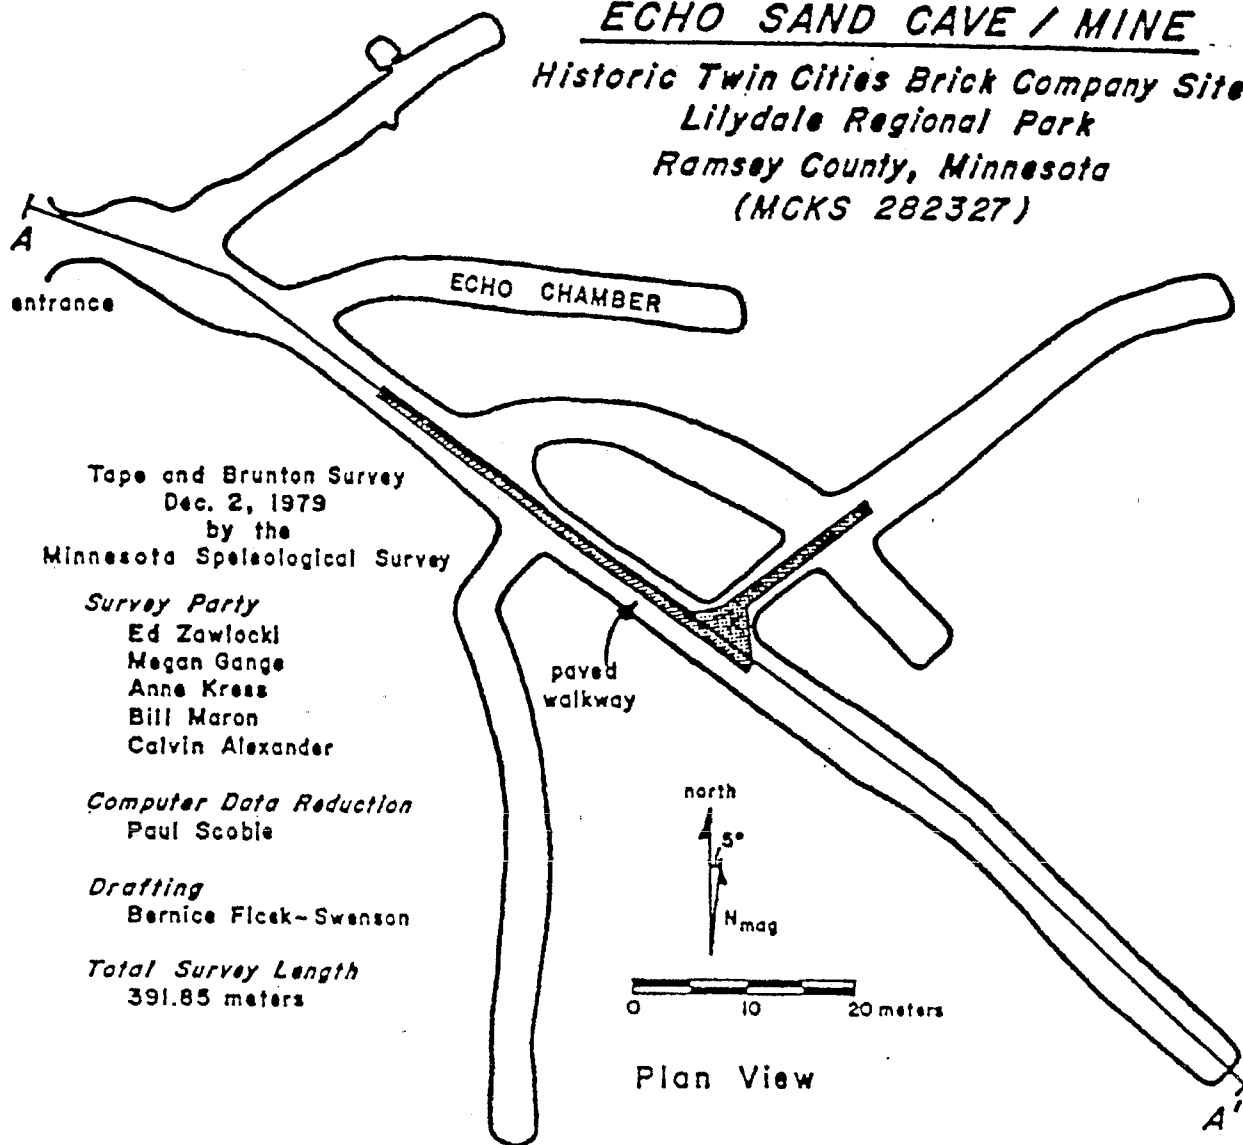 ECHO SAND CAVE / MINE
Historic Twin Cities Brick Company Site
Lilydale Regional Park
Ramsey County, Minnesota
(MCKS 282327)
A
entrance
ECHO CHAMBER
Tape and Brunton Survey
Dec. 2, 1979
by the
Minnesota Speleological Survey
Survey Party
Ed Zawlocki
Megan Gange
Anne Kress
Bill Maron
Calvin Alexander
paved
walkway
Computer Data Reduction
Paul Scobie
north
5°
Nmag
Drafting
Bernice Ficek-Swenson
Total Survey Length
391.85 meters
0 10 20 meters
Plan View
A'